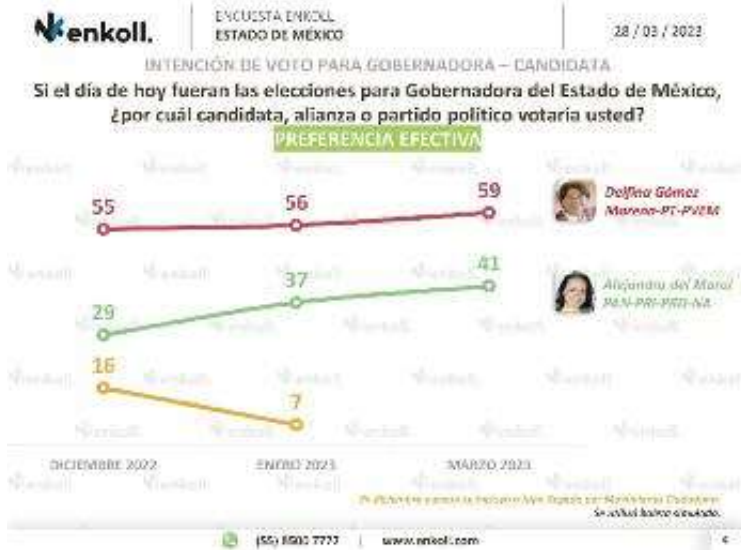 enkoll.
ENCUESTA ENKOLL
ESTADO DE MÉXICO
28 / 03 / 2023
INTENCIÓN DE VOTO PARA GOBERNADORA – CANDIDATA
Si el día de hoy fueran las elecciones para Gobernadora del Estado de México,
¿por cuál candidata, alianza o partido político votaría usted?
PREFERENCIA EFECTIVA
55
56
59
Delfina Gómez
Morena-PT-PVEM
29
37
41
Alejandra del Moral
PAN-PRI-PRD-NA
16
7
DICIEMBRE 2022
ENERO 2023
MARZO 2023
Se utilizó boleta simulada.
(55) 8500 7777 | www.enkoll.com